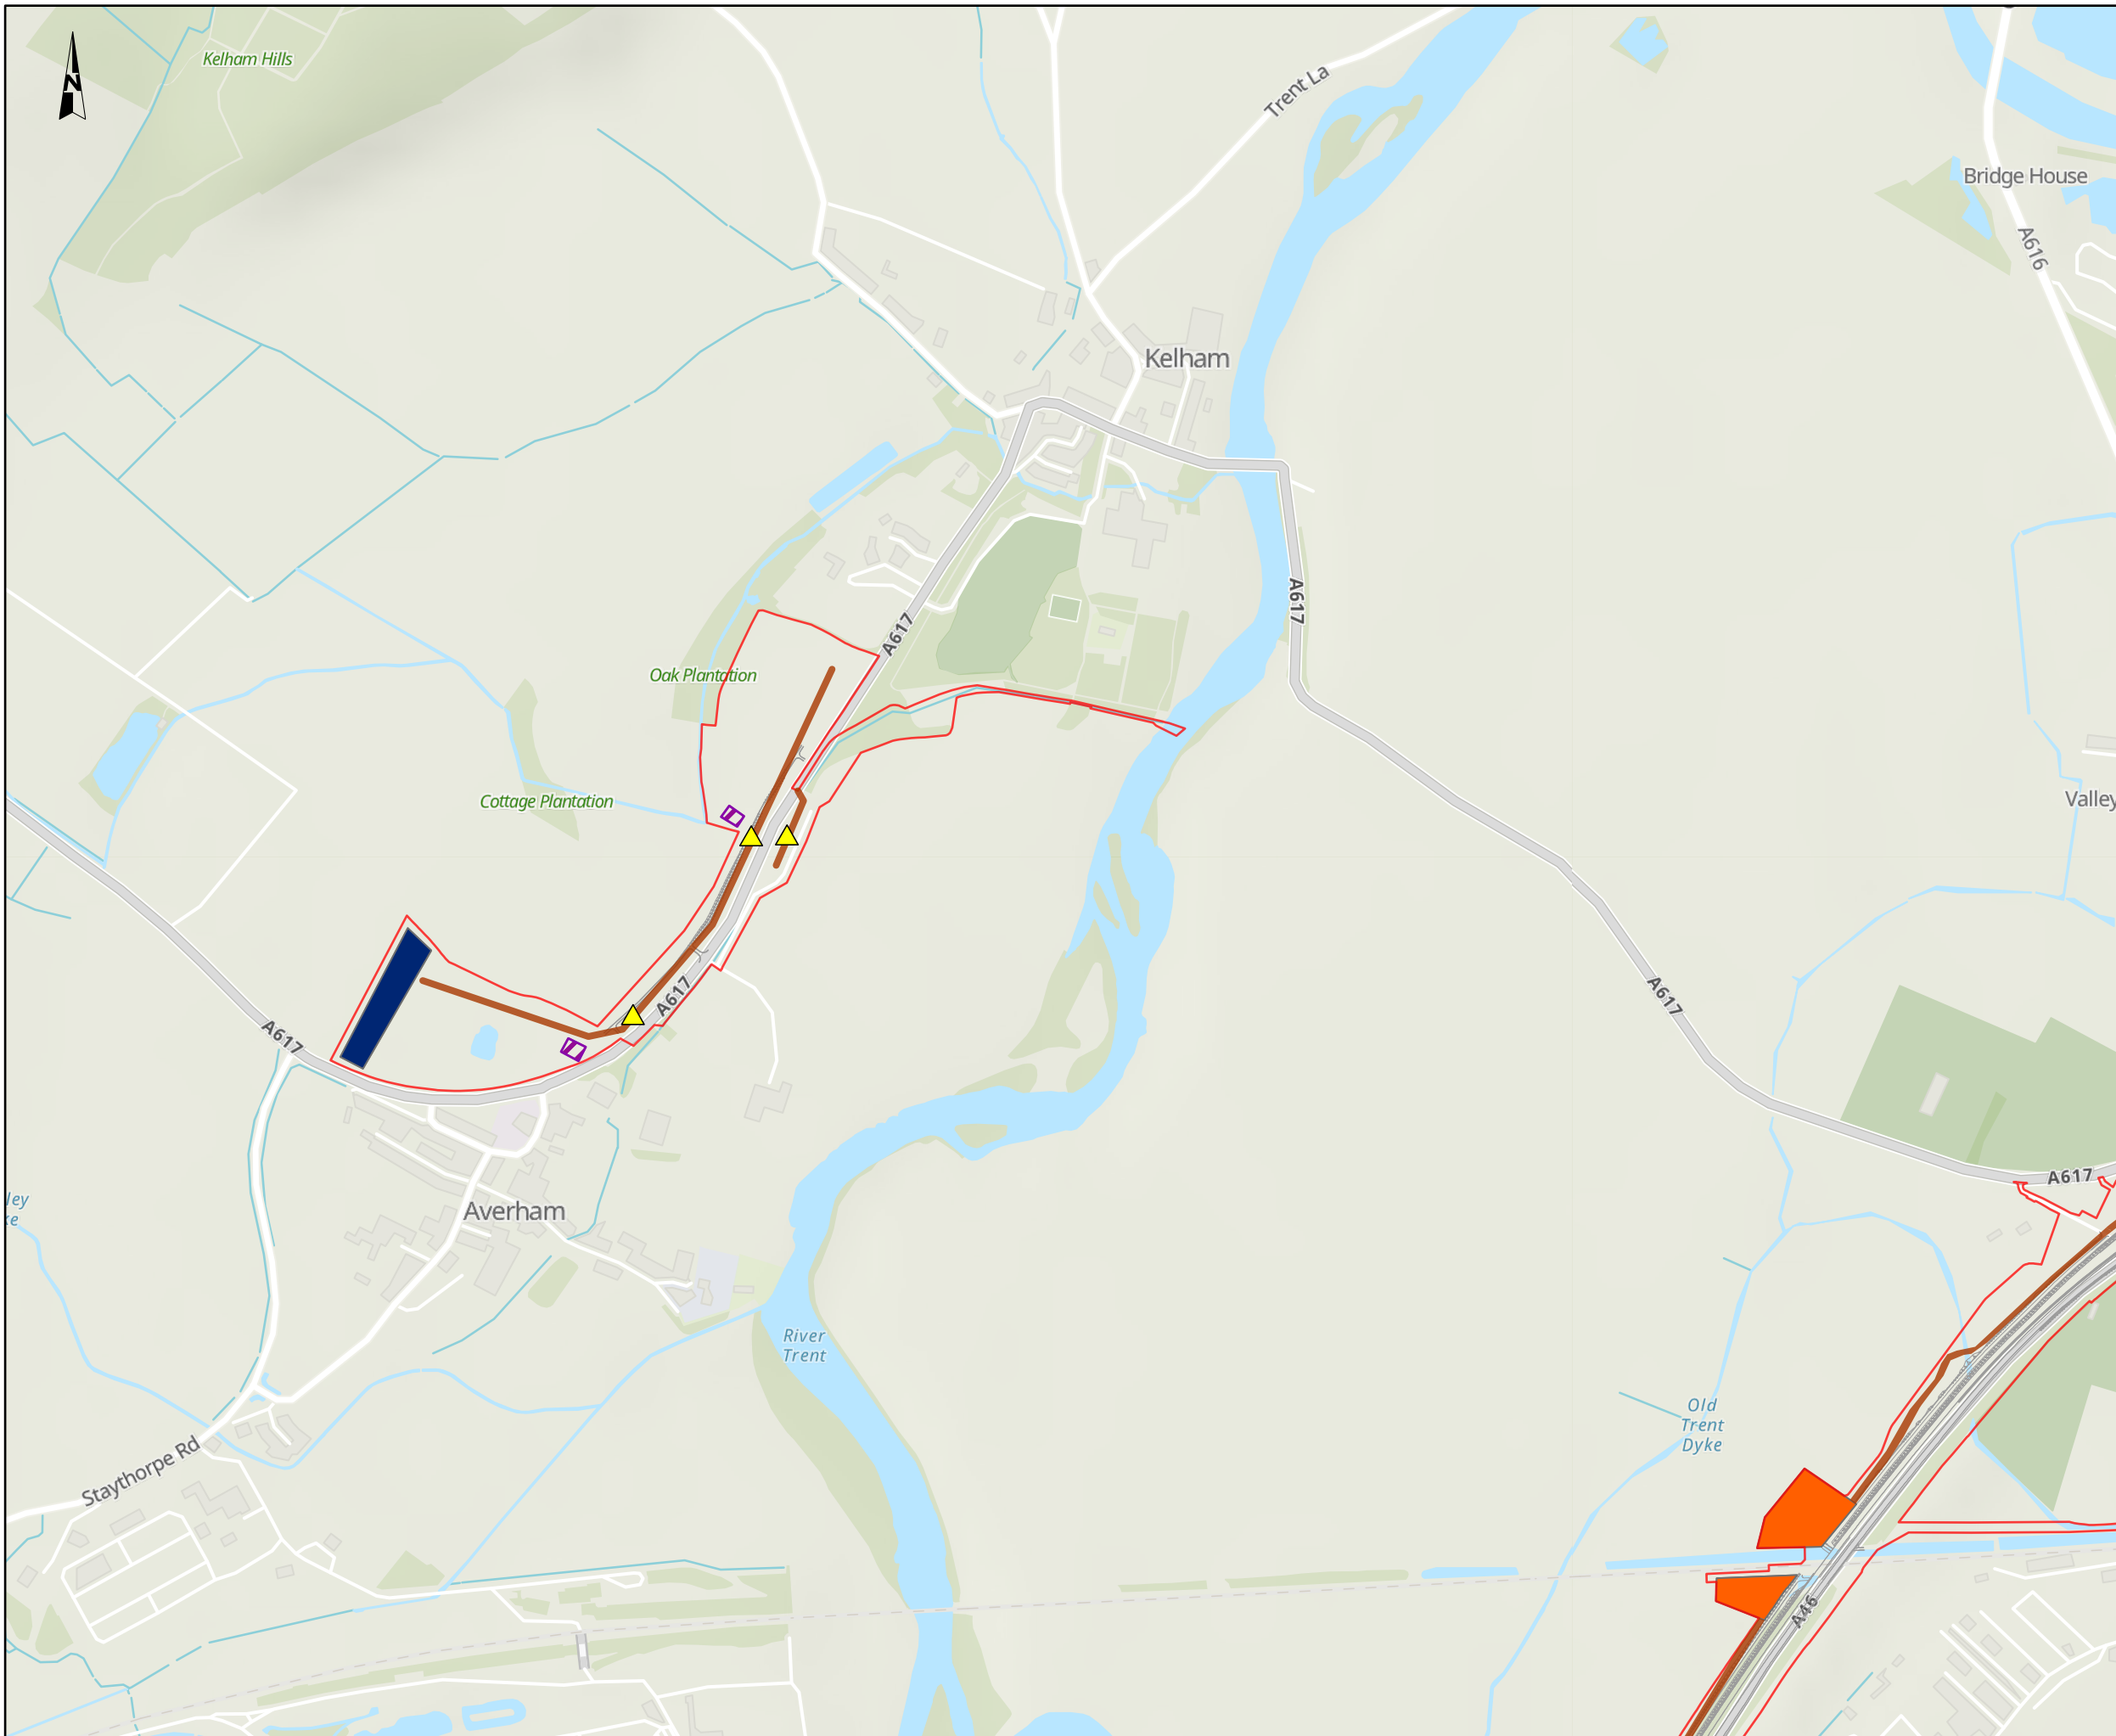 Kelham Hills
N
Trent La
Bridge House
A616
Kelham
A617
A617
Oak Plantation
Cottage Plantation
Valley
A617
A617
A617
A617
Averham
River
Trent
Old
Trent
Dyke
Staythorpe Rd
A46